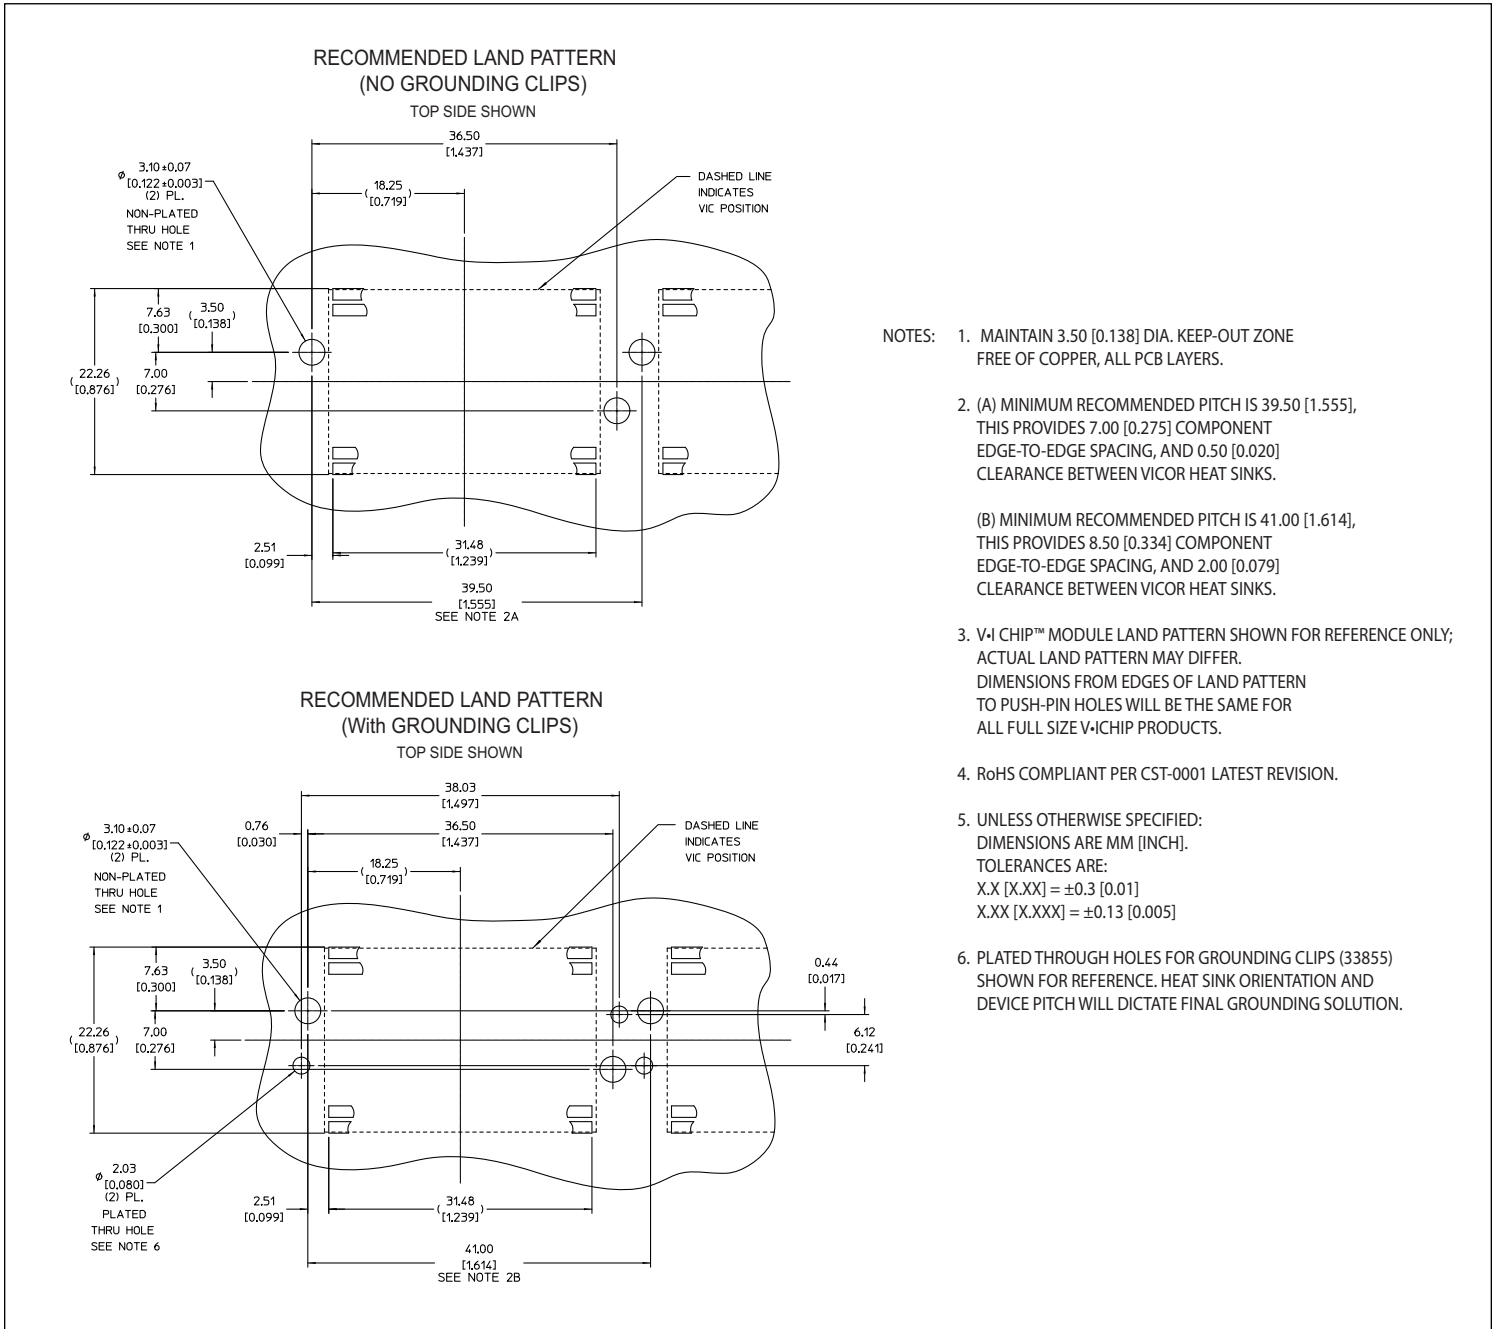 RECOMMENDED LAND PATTERN
(NO GROUNDING CLIPS)
TOP SIDE SHOWN
36.50
[1.437]
ø 3.10±0.07
[0.122±0.003]
(2) PL.
NON-PLATED
THRU HOLE
SEE NOTE 1
(18.25
[0.719])
DASHED LINE
INDICATES
VIC POSITION
7.63
[0.300]
(3.50
[0.138])
(22.26
[0.876])
7.00
[0.276]
2.51
[0.099]
(31.48
[1.239])
39.50
[1.555]
SEE NOTE 2A
RECOMMENDED LAND PATTERN
(With GROUNDING CLIPS)
TOP SIDE SHOWN
38.03
[1.497]
ø 3.10±0.07
[0.122±0.003]
(2) PL.
NON-PLATED
THRU HOLE
SEE NOTE 1
0.76
[0.030]
36.50
[1.437]
(18.25
[0.719])
DASHED LINE
INDICATES
VIC POSITION
7.63
[0.300]
(3.50
[0.138])
0.44
[0.017]
(22.26
[0.876])
7.00
[0.276]
6.12
[0.241]
ø 2.03
[0.080]
(2) PL.
PLATED
THRU HOLE
SEE NOTE 6
2.51
[0.099]
(31.48
[1.239])
41.00
[1.614]
SEE NOTE 2B
NOTES: 1. MAINTAIN 3.50 [0.138] DIA. KEEP-OUT ZONE
FREE OF COPPER, ALL PCB LAYERS.
2. (A) MINIMUM RECOMMENDED PITCH IS 39.50 [1.555],
THIS PROVIDES 7.00 [0.275] COMPONENT
EDGE-TO-EDGE SPACING, AND 0.50 [0.020]
CLEARANCE BETWEEN VICOR HEAT SINKS.
(B) MINIMUM RECOMMENDED PITCH IS 41.00 [1.614],
THIS PROVIDES 8.50 [0.334] COMPONENT
EDGE-TO-EDGE SPACING, AND 2.00 [0.079]
CLEARANCE BETWEEN VICOR HEAT SINKS.
3. V•I CHIP™ MODULE LAND PATTERN SHOWN FOR REFERENCE ONLY;
ACTUAL LAND PATTERN MAY DIFFER.
DIMENSIONS FROM EDGES OF LAND PATTERN
TO PUSH-PIN HOLES WILL BE THE SAME FOR
ALL FULL SIZE V•ICHIP PRODUCTS.
4. RoHS COMPLIANT PER CST-0001 LATEST REVISION.
5. UNLESS OTHERWISE SPECIFIED:
DIMENSIONS ARE MM [INCH].
TOLERANCES ARE:
X.X [X.XX] = ±0.3 [0.01]
X.XX [X.XXX] = ±0.13 [0.005]
6. PLATED THROUGH HOLES FOR GROUNDING CLIPS (33855)
SHOWN FOR REFERENCE. HEAT SINK ORIENTATION AND
DEVICE PITCH WILL DICTATE FINAL GROUNDING SOLUTION.